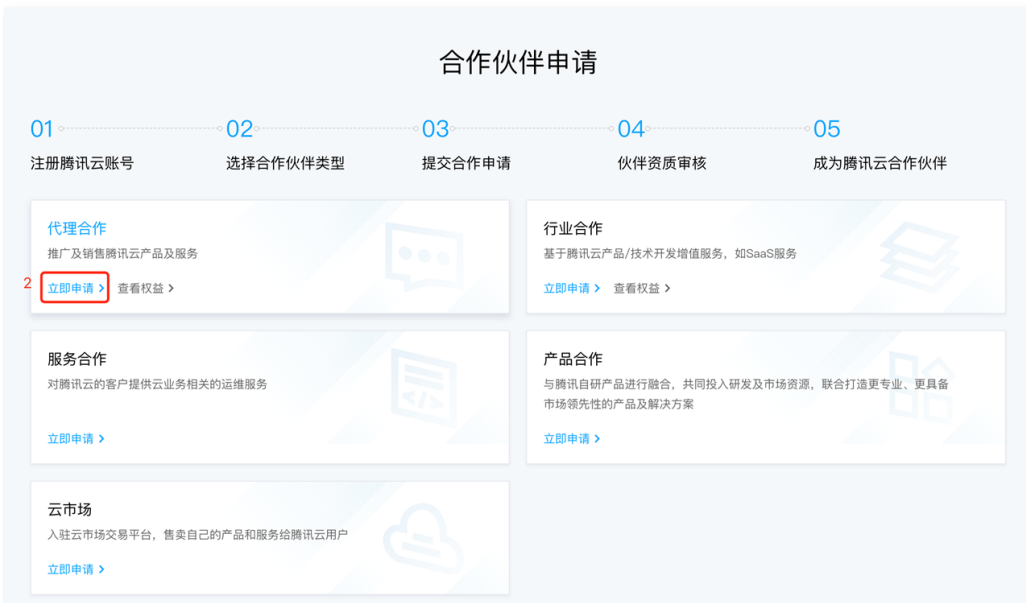 合作伙伴申请
01
02
03
04
05
注册腾讯云账号
选择合作伙伴类型
提交合作申请
伙伴资质审核
成为腾讯云合作伙伴
代理合作
推广及销售腾讯云产品及服务
2
立即申请 >
查看权益 >
行业合作
基于腾讯云产品/技术开发增值服务，如SaaS服务
立即申请 >
查看权益 >
服务合作
对腾讯云的客户提供云业务相关的运维服务
立即申请 >
产品合作
与腾讯自研产品进行融合，共同投入研发及市场资源，联合打造更专业、更具备
市场领先性的产品及解决方案
立即申请 >
云市场
入驻云市场交易平台，售卖自己的产品和服务给腾讯云用户
立即申请 >